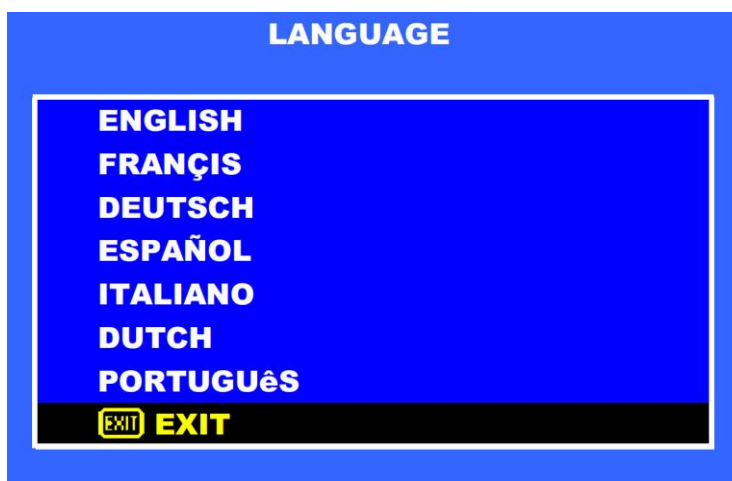 LANGUAGE
ENGLISH
FRANÇIS
DEUTSCH
ESPAÑOL
ITALIANO
DUTCH
PORTUGUêS
EXIT EXIT